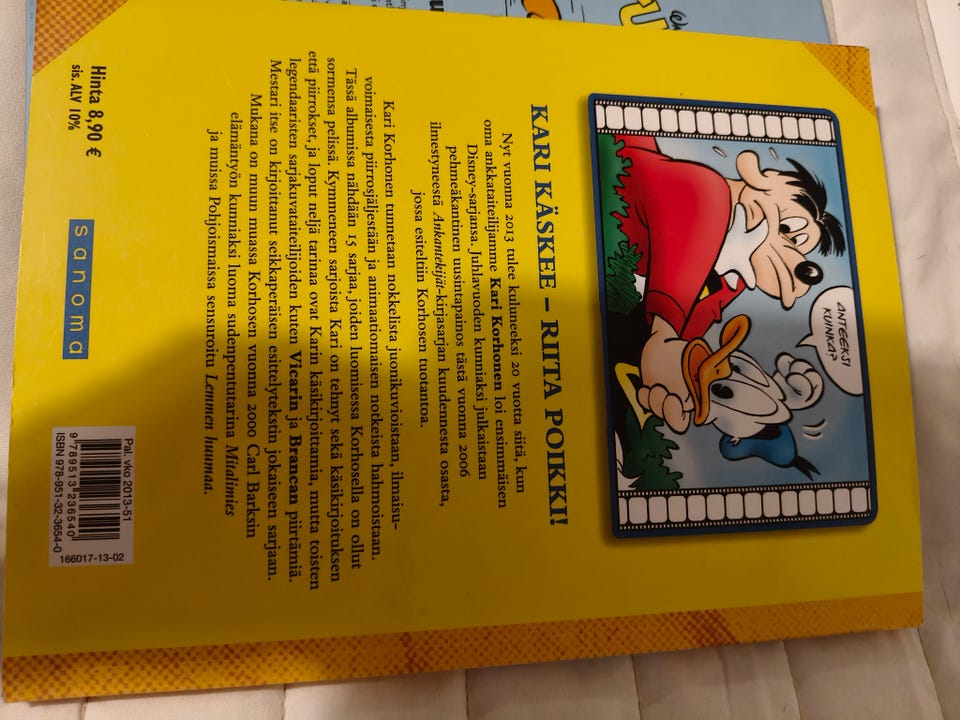 ANTEEKSI
KUINKA?
KARI KÄSKEE – RIITA POIKKI!
Nyt vuonna 2013 tulee kuluneeksi 20 vuotta siitä, kun
oma ankkataiteilijamme Kari Korhonen loi ensimmäisen
Disney-sarjansa. Juhlavuoden kunniaksi julkaistaan
pehmeäkantinen uusintapainos tästä vuonna 2006
ilmestyneestä Ankantekijät-kirjasarjan kuudennesta osasta,
jossa esiteltiin Korhosen tuotantoa.
Kari Korhonen tunnetaan nokkelista juonikuvioistaan, ilmaisu-
voimaisesta piirrosjäljestään ja animaatiomaisen notkeista hahmoistaan.
Tässä albumissa nähdään 15 sarjaa, joiden luomisessa Korhosella on ollut
sormensa pelissä. Kymmeneen sarjoista Kari on tehnyt sekä käsikirjoituksen
että piirrokset, ja loput neljä tarinaa ovat Karin käsikirjoittamia, mutta toisten
legendaaristen sarjakuvataiteilijoiden kuten Vicarin ja Brancan piirtämiä.
Mestari itse on kirjoittanut seikkaperäisen esittelytekstin jokaiseen sarjaan.
Mukana on muun muassa Korhosen vuonna 2000 Carl Barksin
elämäntyön kunniaksi luoma sudenpentutarina Mitalimies
ja muissa Pohjoismaissa sensuroitu Lemmen huumaa.
Hinta 8,90 €
sis. ALV 10%
sanoma
Pal. vko 2013-51
9 789513 236540
ISBN 978-951-32-3654-0
166017-13-02